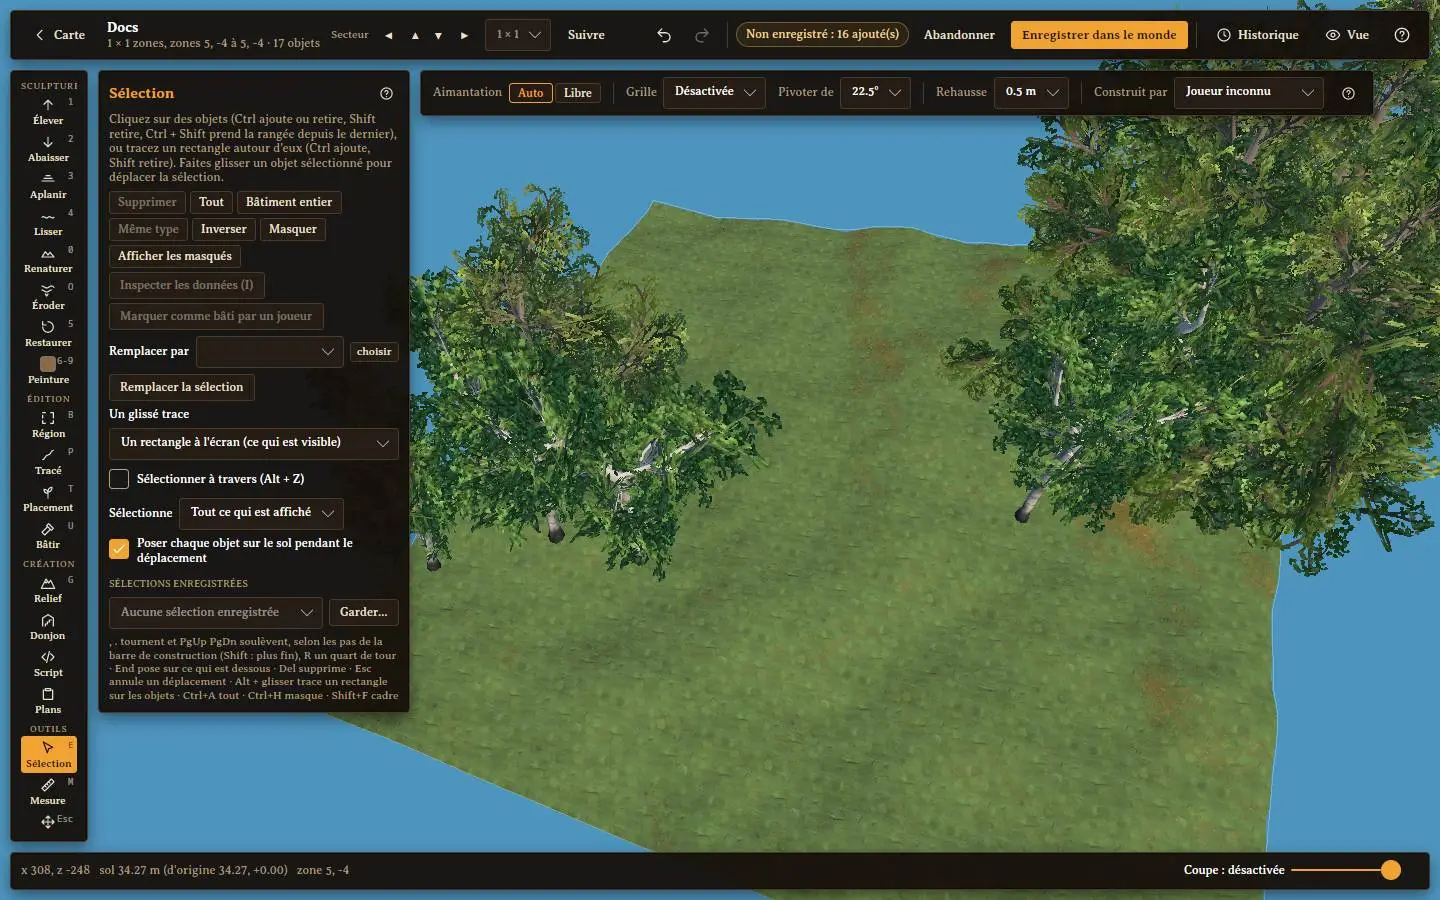 Carte
Docs
1 × 1 zones, zones 5, -4 à 5, -4 · 17 objets
Secteur
1 × 1
Suivre
Non enregistré : 16 ajouté(s)
Abandonner
Enregistrer dans le monde
Historique
Vue
Aimantation
Auto
Libre
Grille
Désactivée
Pivoter de
22.5°
Rehausse
0.5 m
Construit par
Joueur inconnu
SCULPTURE
1
Élever
2
Abaisser
3
Aplanir
4
Lisser
0
Renaturer
O
Éroder
5
Restaurer
6-9
Peinture
ÉDITION
B
Région
P
Tracé
T
Placement
U
Bâtir
CRÉATION
G
Relief
Donjon
Script
Plans
OUTILS
E
Sélection
M
Mesure
Esc
Sélection
Cliquez sur des objets (Ctrl ajoute ou retire, Shift
retire, Ctrl + Shift prend la rangée depuis le dernier),
ou tracez un rectangle autour d'eux (Ctrl ajoute,
Shift retire). Faites glisser un objet sélectionné pour
déplacer la sélection.
Supprimer
Tout
Bâtiment entier
Même type
Inverser
Masquer
Afficher les masqués
Inspecter les données (I)
Marquer comme bâti par un joueur
Remplacer par
choisir
Remplacer la sélection
Un glissé trace
Un rectangle à l'écran (ce qui est visible)
Sélectionner à travers (Alt + Z)
Sélectionne
Tout ce qui est affiché
Poser chaque objet sur le sol pendant le
déplacement
SÉLECTIONS ENREGISTRÉES
Aucune sélection enregistrée
Garder...
, . tournent et PgUp PgDn soulèvent, selon les pas de la
barre de construction (Shift : plus fin), R un quart de tour
· End pose sur ce qui est dessous · Del supprime · Esc
annule un déplacement · Alt + glisser trace un rectangle
sur les objets · Ctrl+A tout · Ctrl+H masque · Shift+F cadre
x 308, z -248
sol 34.27 m (d'origine 34.27, +0.00)
zone 5, -4
Coupe : désactivée